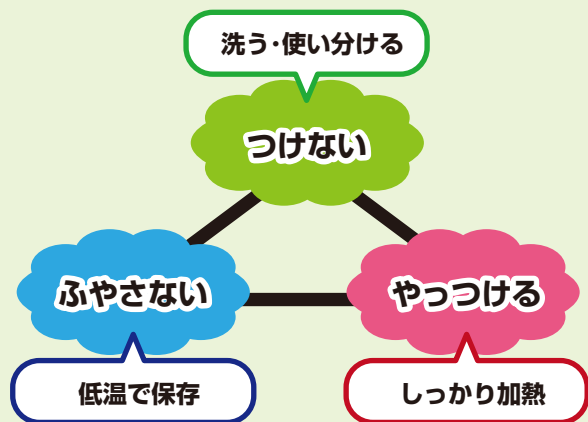 洗う・使い分ける
つけない
ふやさない
やっつける
低温で保存
しっかり加熱